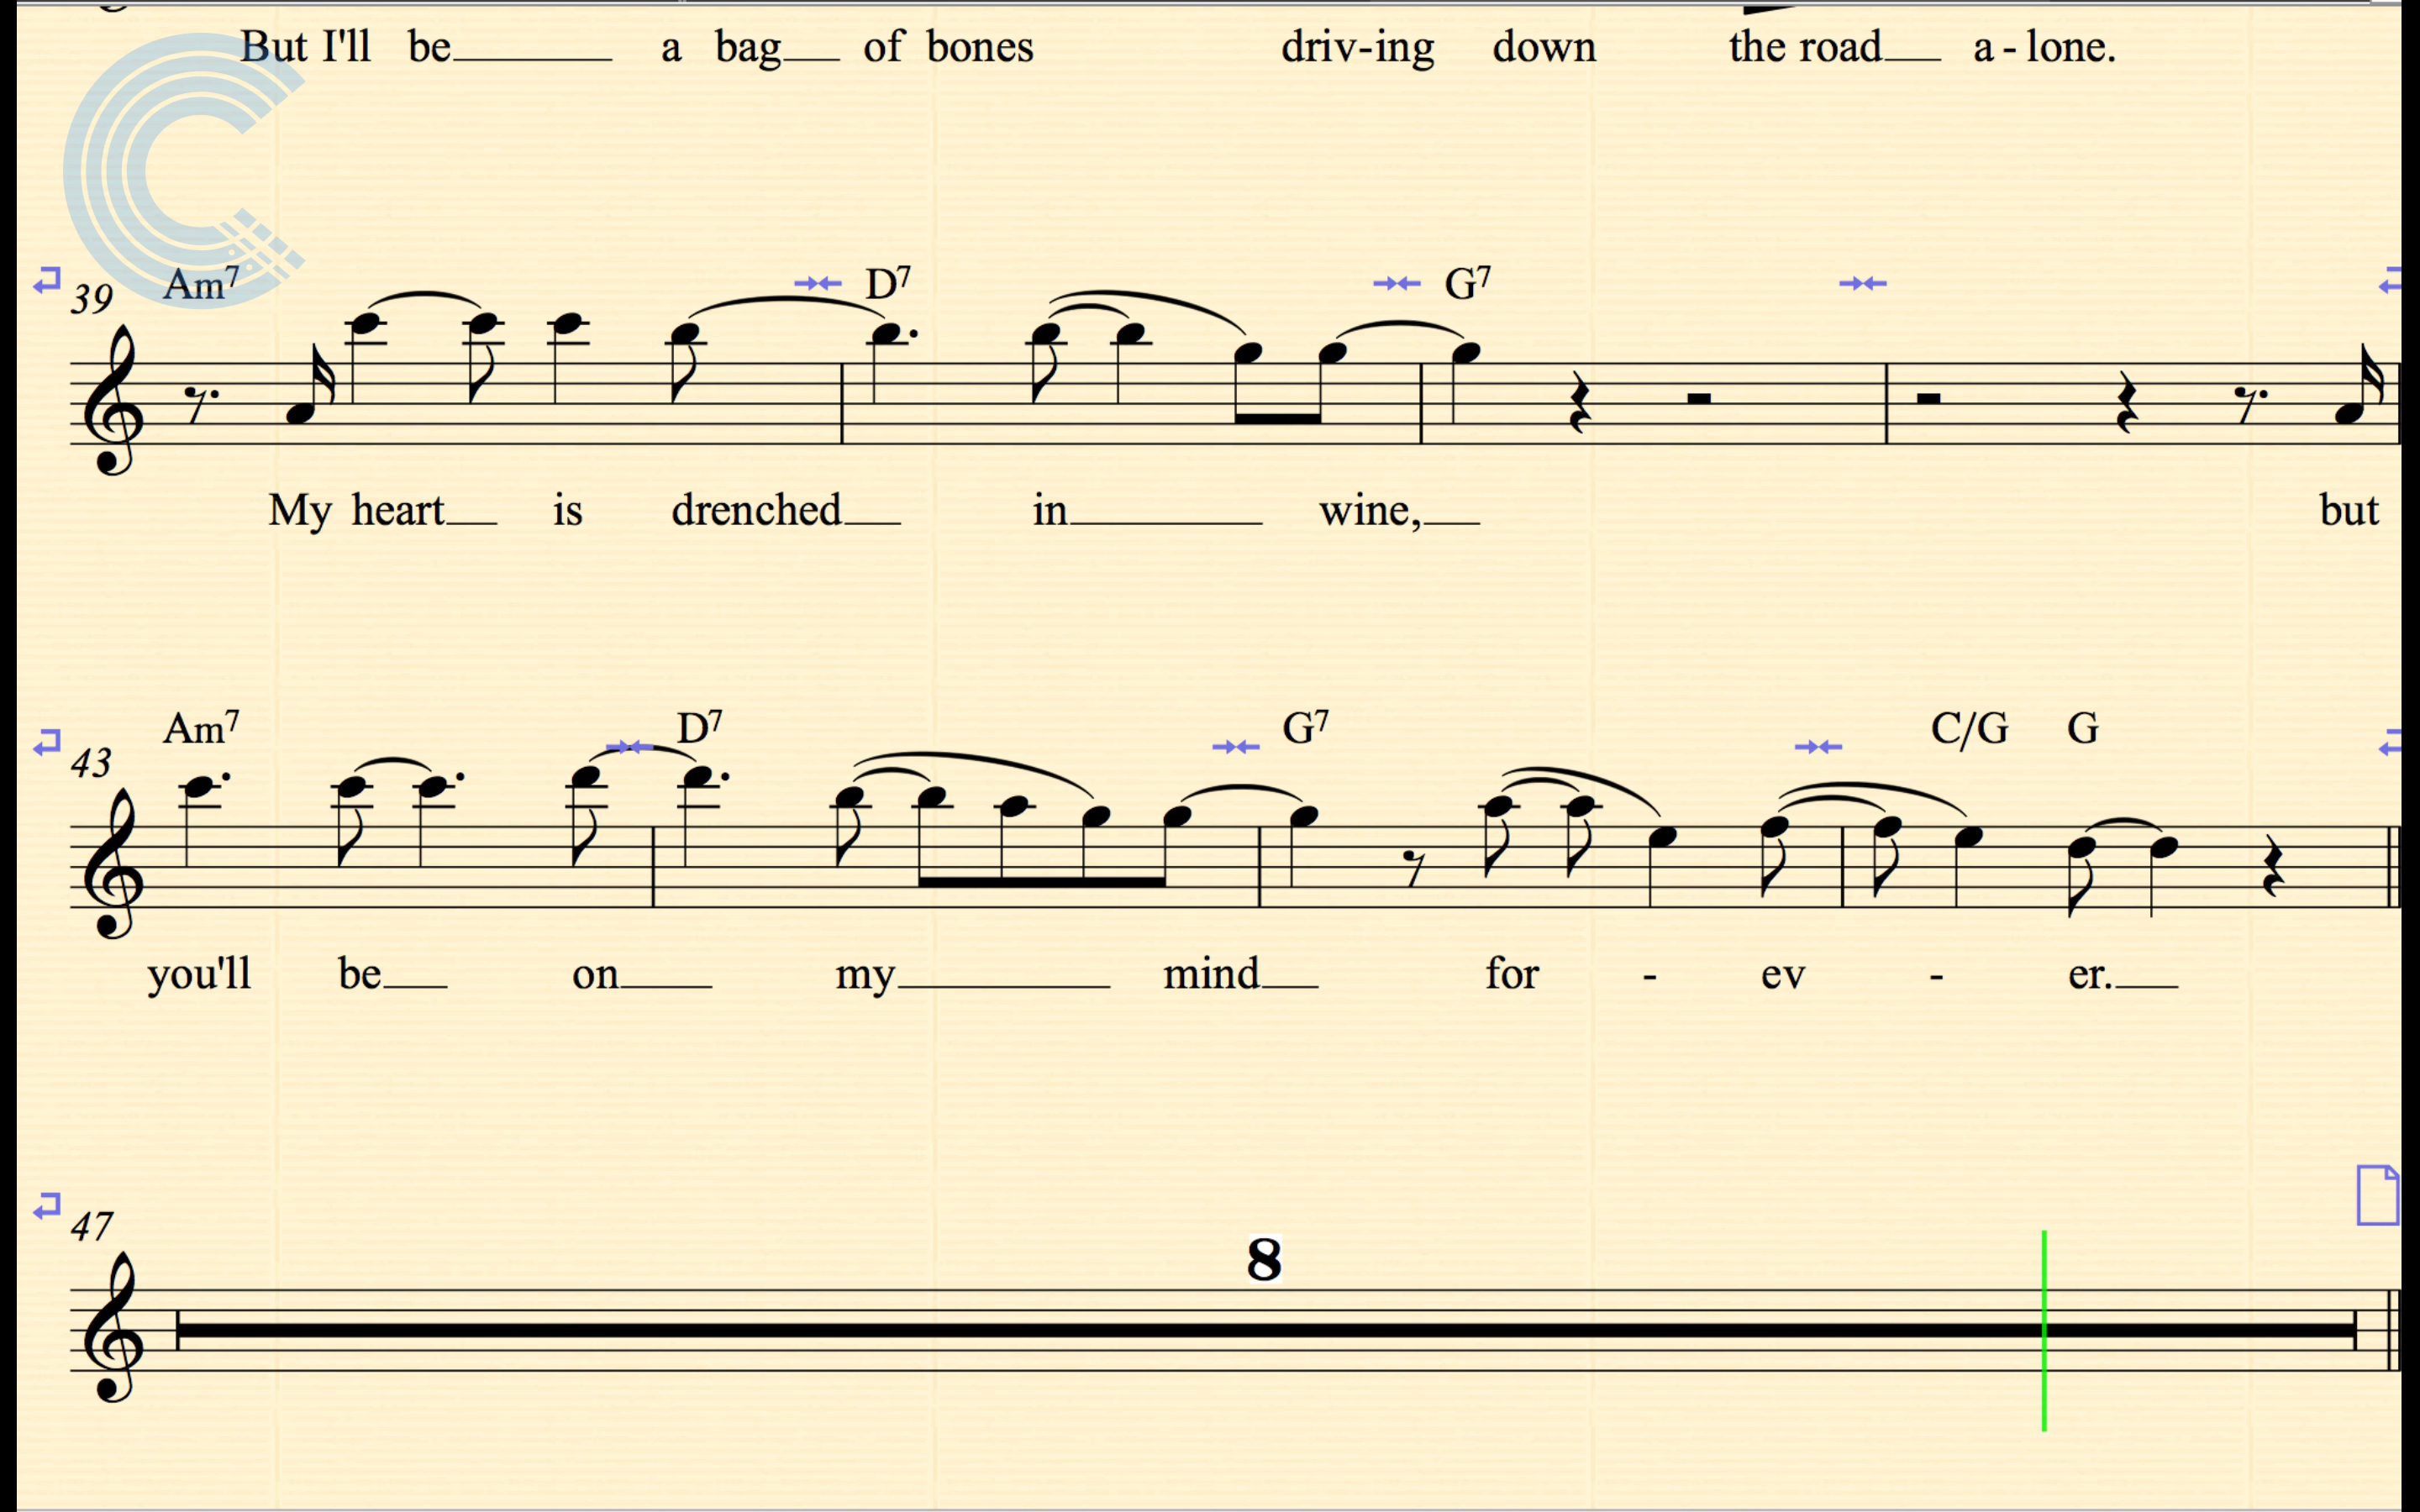 But I'll be a bag of bones driv-ing down the road a - lone.
39 Am7 D7 G7
My heart is drenched in wine, but
43 Am7 D7 G7 C/G G
you'll be on my mind for - ev - er.
47 8